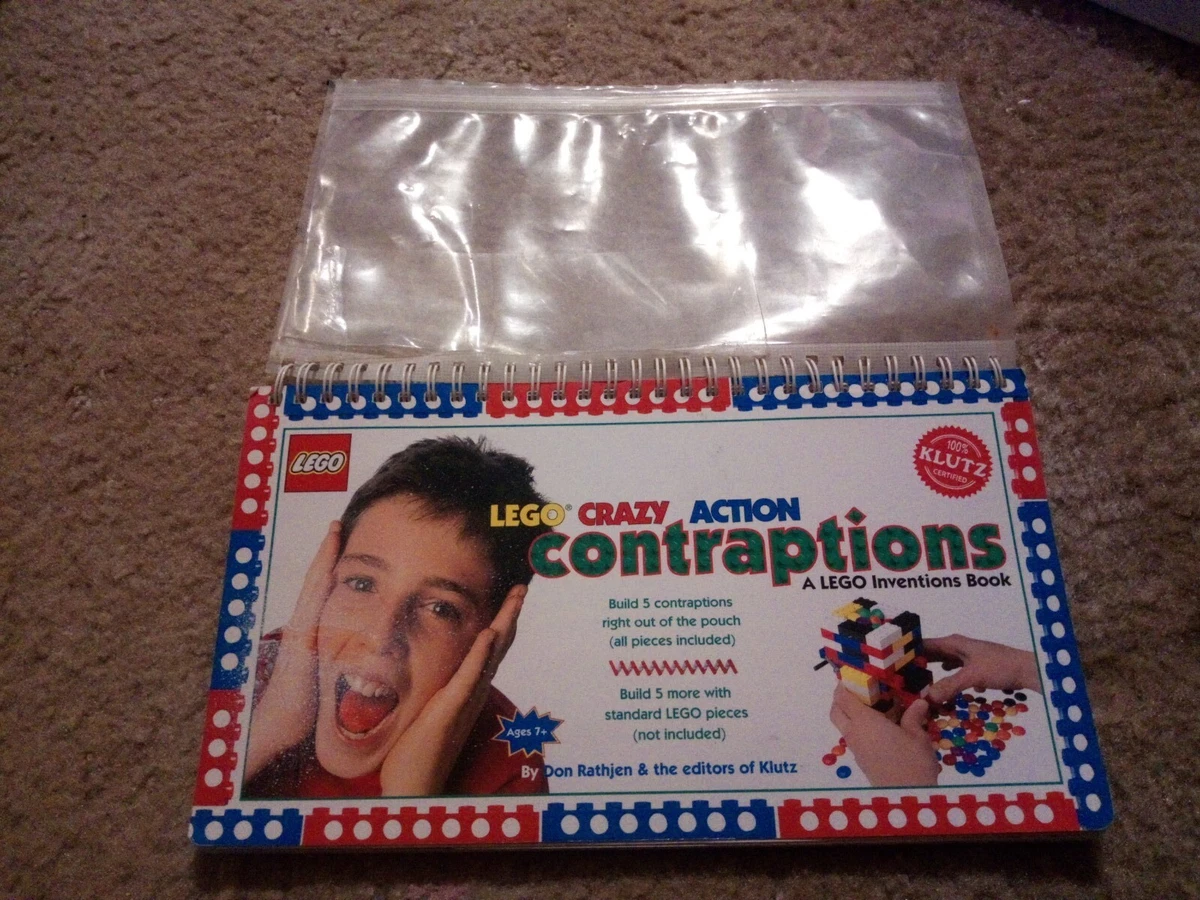 LEGO
100%
KLUTZ
CERTIFIED
LEGO® CRAZY ACTION
contraptions
A LEGO Inventions Book
Build 5 contraptions
right out of the pouch
(all pieces included)
Build 5 more with
standard LEGO pieces
(not included)
Ages 7+
By Don Rathjen & the editors of Klutz